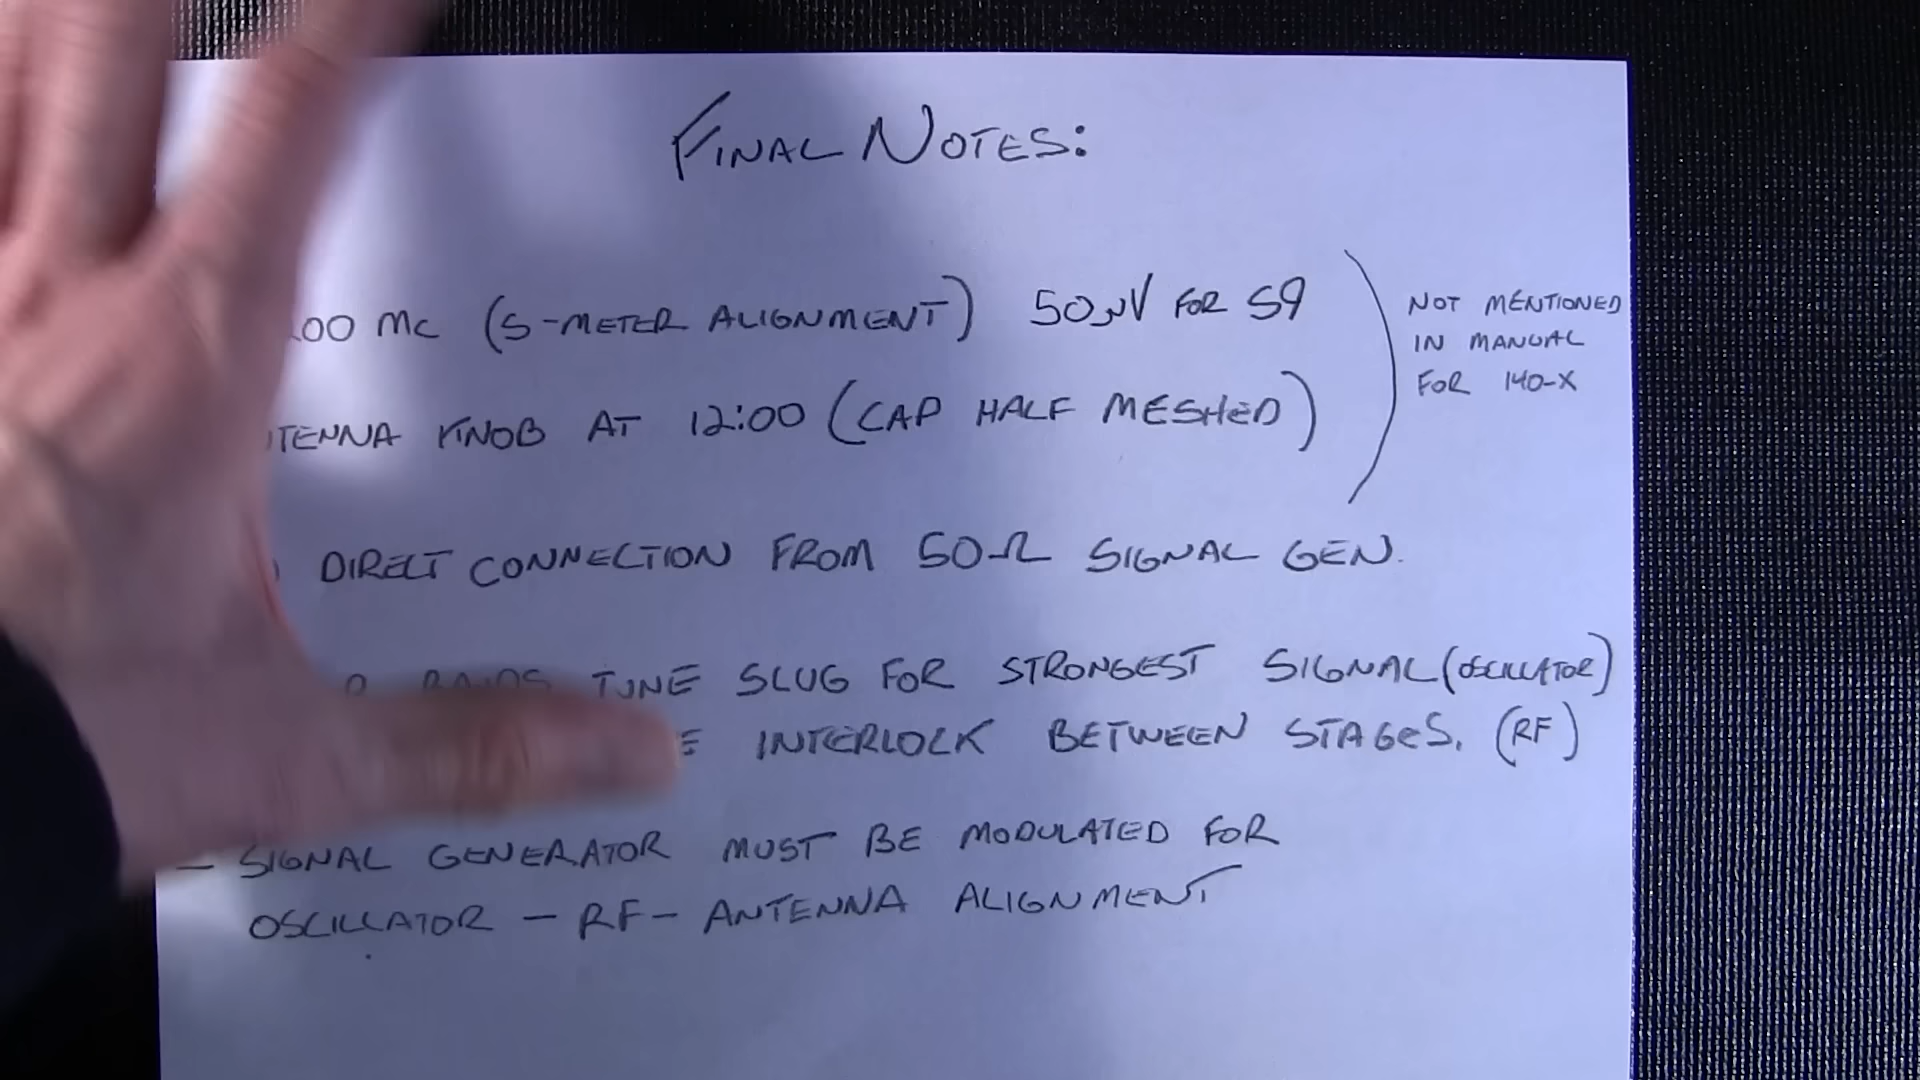 FINAL NOTES:
00 MC (S-METER ALIGNMENT) 50µV FOR S9
NOT MENTIONED
IN MANUAL
FOR 140-X
TENNA KNOB AT 12:00 (CAP HALF MESHED)
DIRECT CONNECTION FROM 50Ω SIGNAL GEN.
BANDS TUNE SLUG FOR STRONGEST SIGNAL (OSCILLATOR)
INTERLOCK BETWEEN STAGES. (RF)
- SIGNAL GENERATOR MUST BE MODULATED FOR
OSCILLATOR - RF - ANTENNA ALIGNMENT